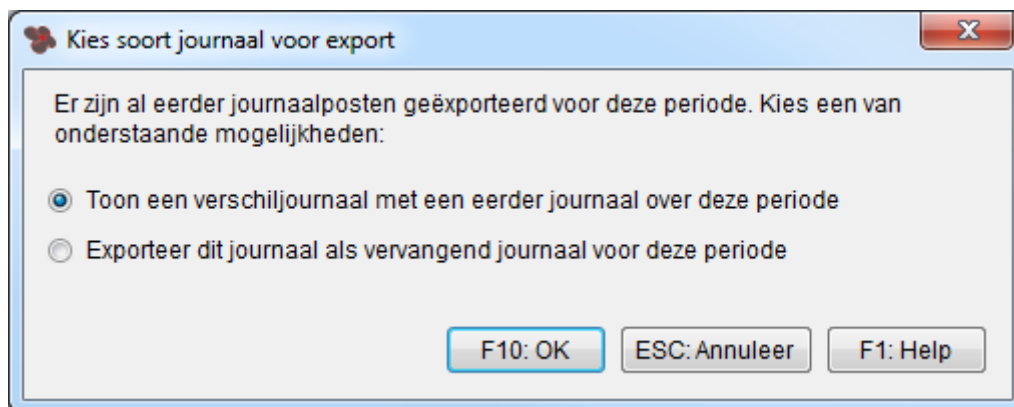 Kies soort journaal voor export
Er zijn al eerder journaalposten geëxporteerd voor deze periode. Kies een van
onderstaande mogelijkheden:
Toon een verschiljournaal met een eerder journaal over deze periode
Exporteer dit journaal als vervangend journaal voor deze periode
F10: OK ESC: Annuleer F1: Help